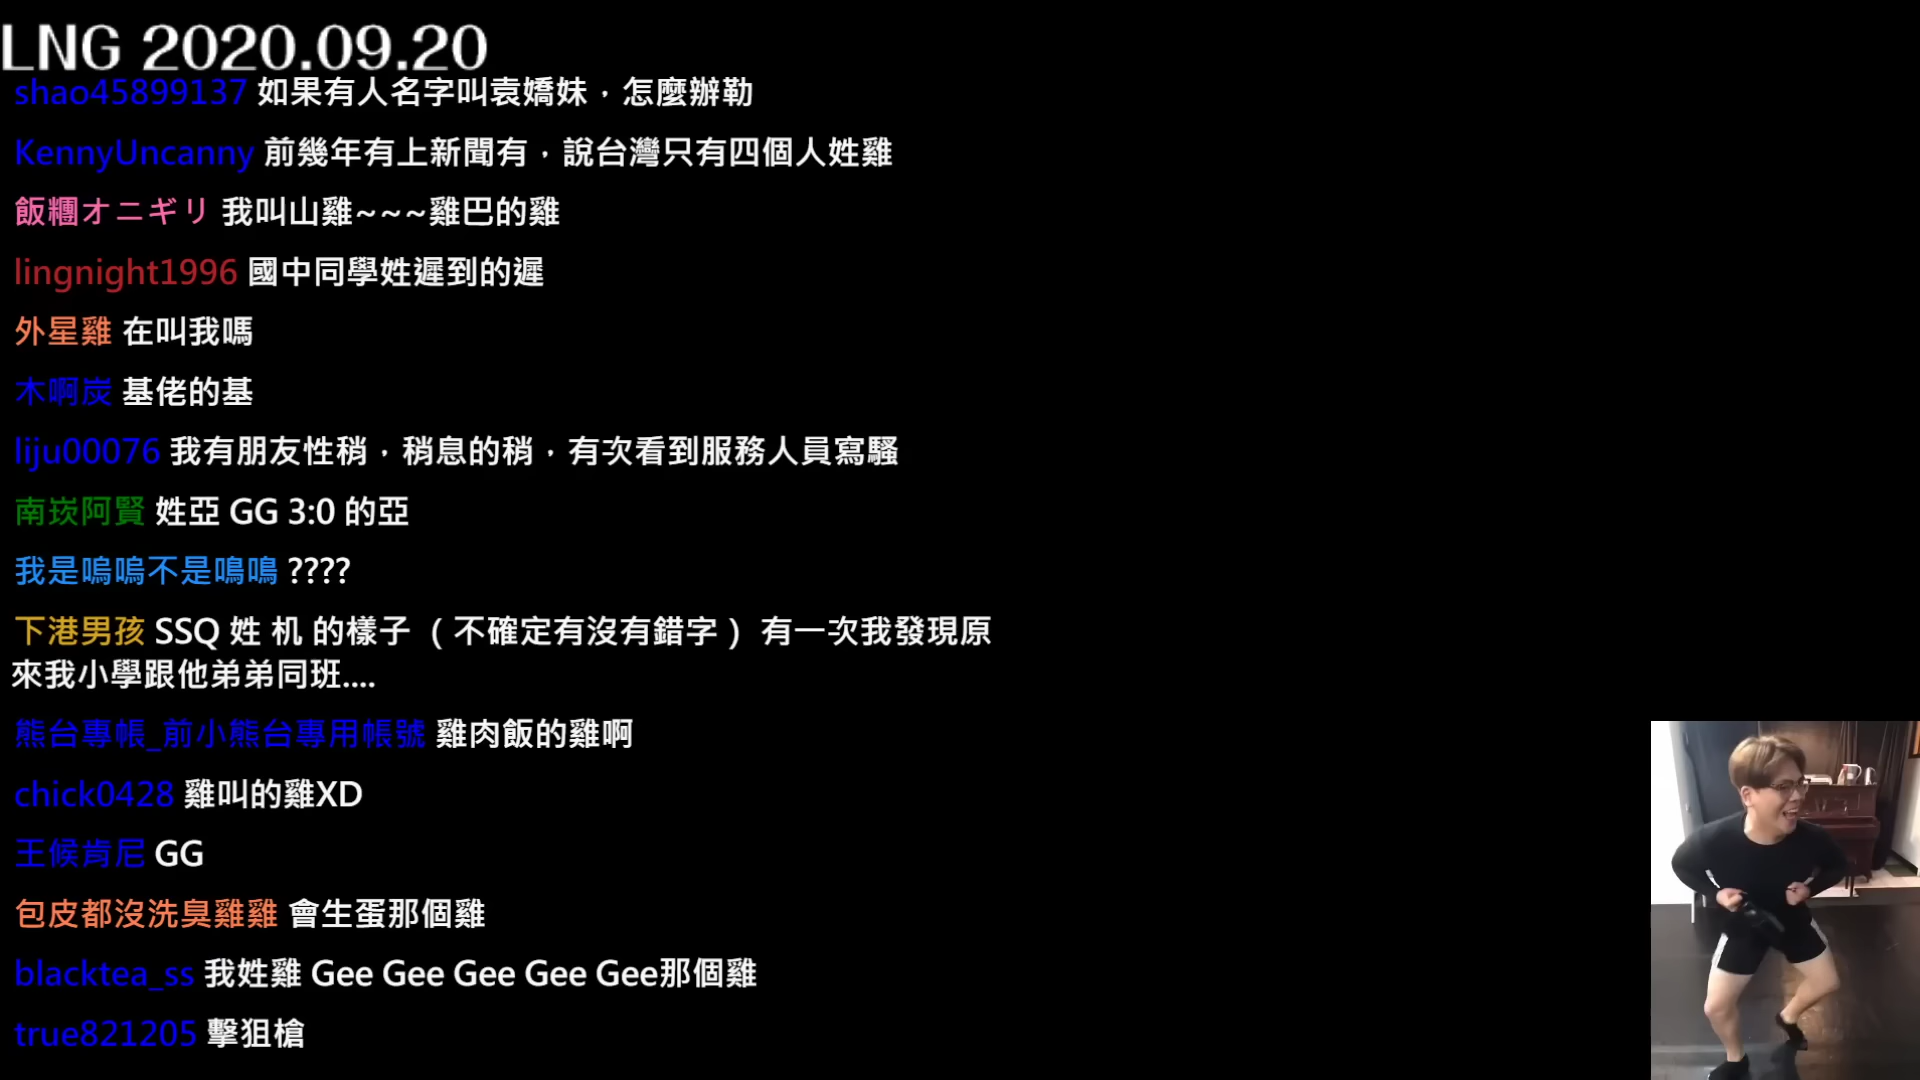 LNG 2020.09.20
shao45899137 如果有人名字叫袁嬌妹，怎麼辦勒
KennyUncanny 前幾年有上新聞有，說台灣只有四個人姓雞
飯糰オニギリ 我叫山雞~~~雞巴的雞
lingnight1996 國中同學姓遲到的遲
外星雞 在叫我嗎
木啊炭 基佬的基
liju00076 我有朋友性稍，稍息的稍，有次看到服務人員寫騷
南崁阿賢 姓亞 GG 3:0 的亞
我是嗚嗚不是鳴鳴 ????
下港男孩 SSQ 姓 机 的樣子 （不確定有沒有錯字） 有一次我發現原
來我小學跟他弟弟同班....
熊台專帳_前小熊台專用帳號 雞肉飯的雞啊
chick0428 雞叫的雞XD
王候肯尼 GG
包皮都沒洗臭雞雞 會生蛋那個雞
blacktea_ss 我姓雞 Gee Gee Gee Gee Gee那個雞
true821205 擊狙槍